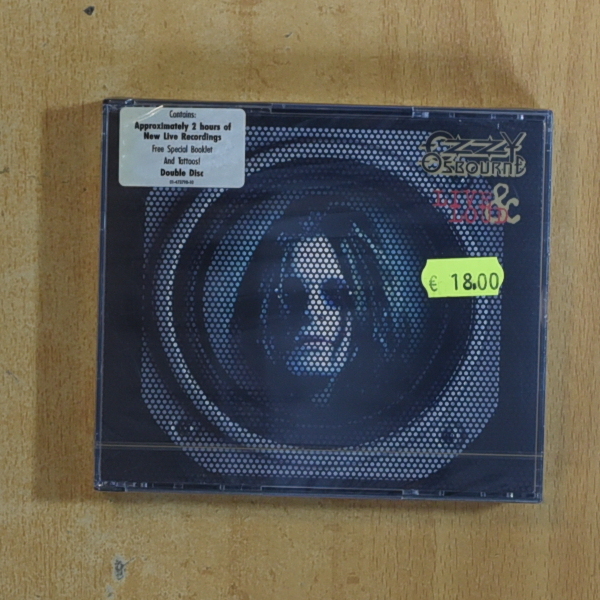 Contains:
Approximately 2 hours of
New Live Recordings
Free Special Booklet
And Tattoos!
Double Disc
OZZY
OSBOURNE
LIVE &
LOUD
€ 18.00